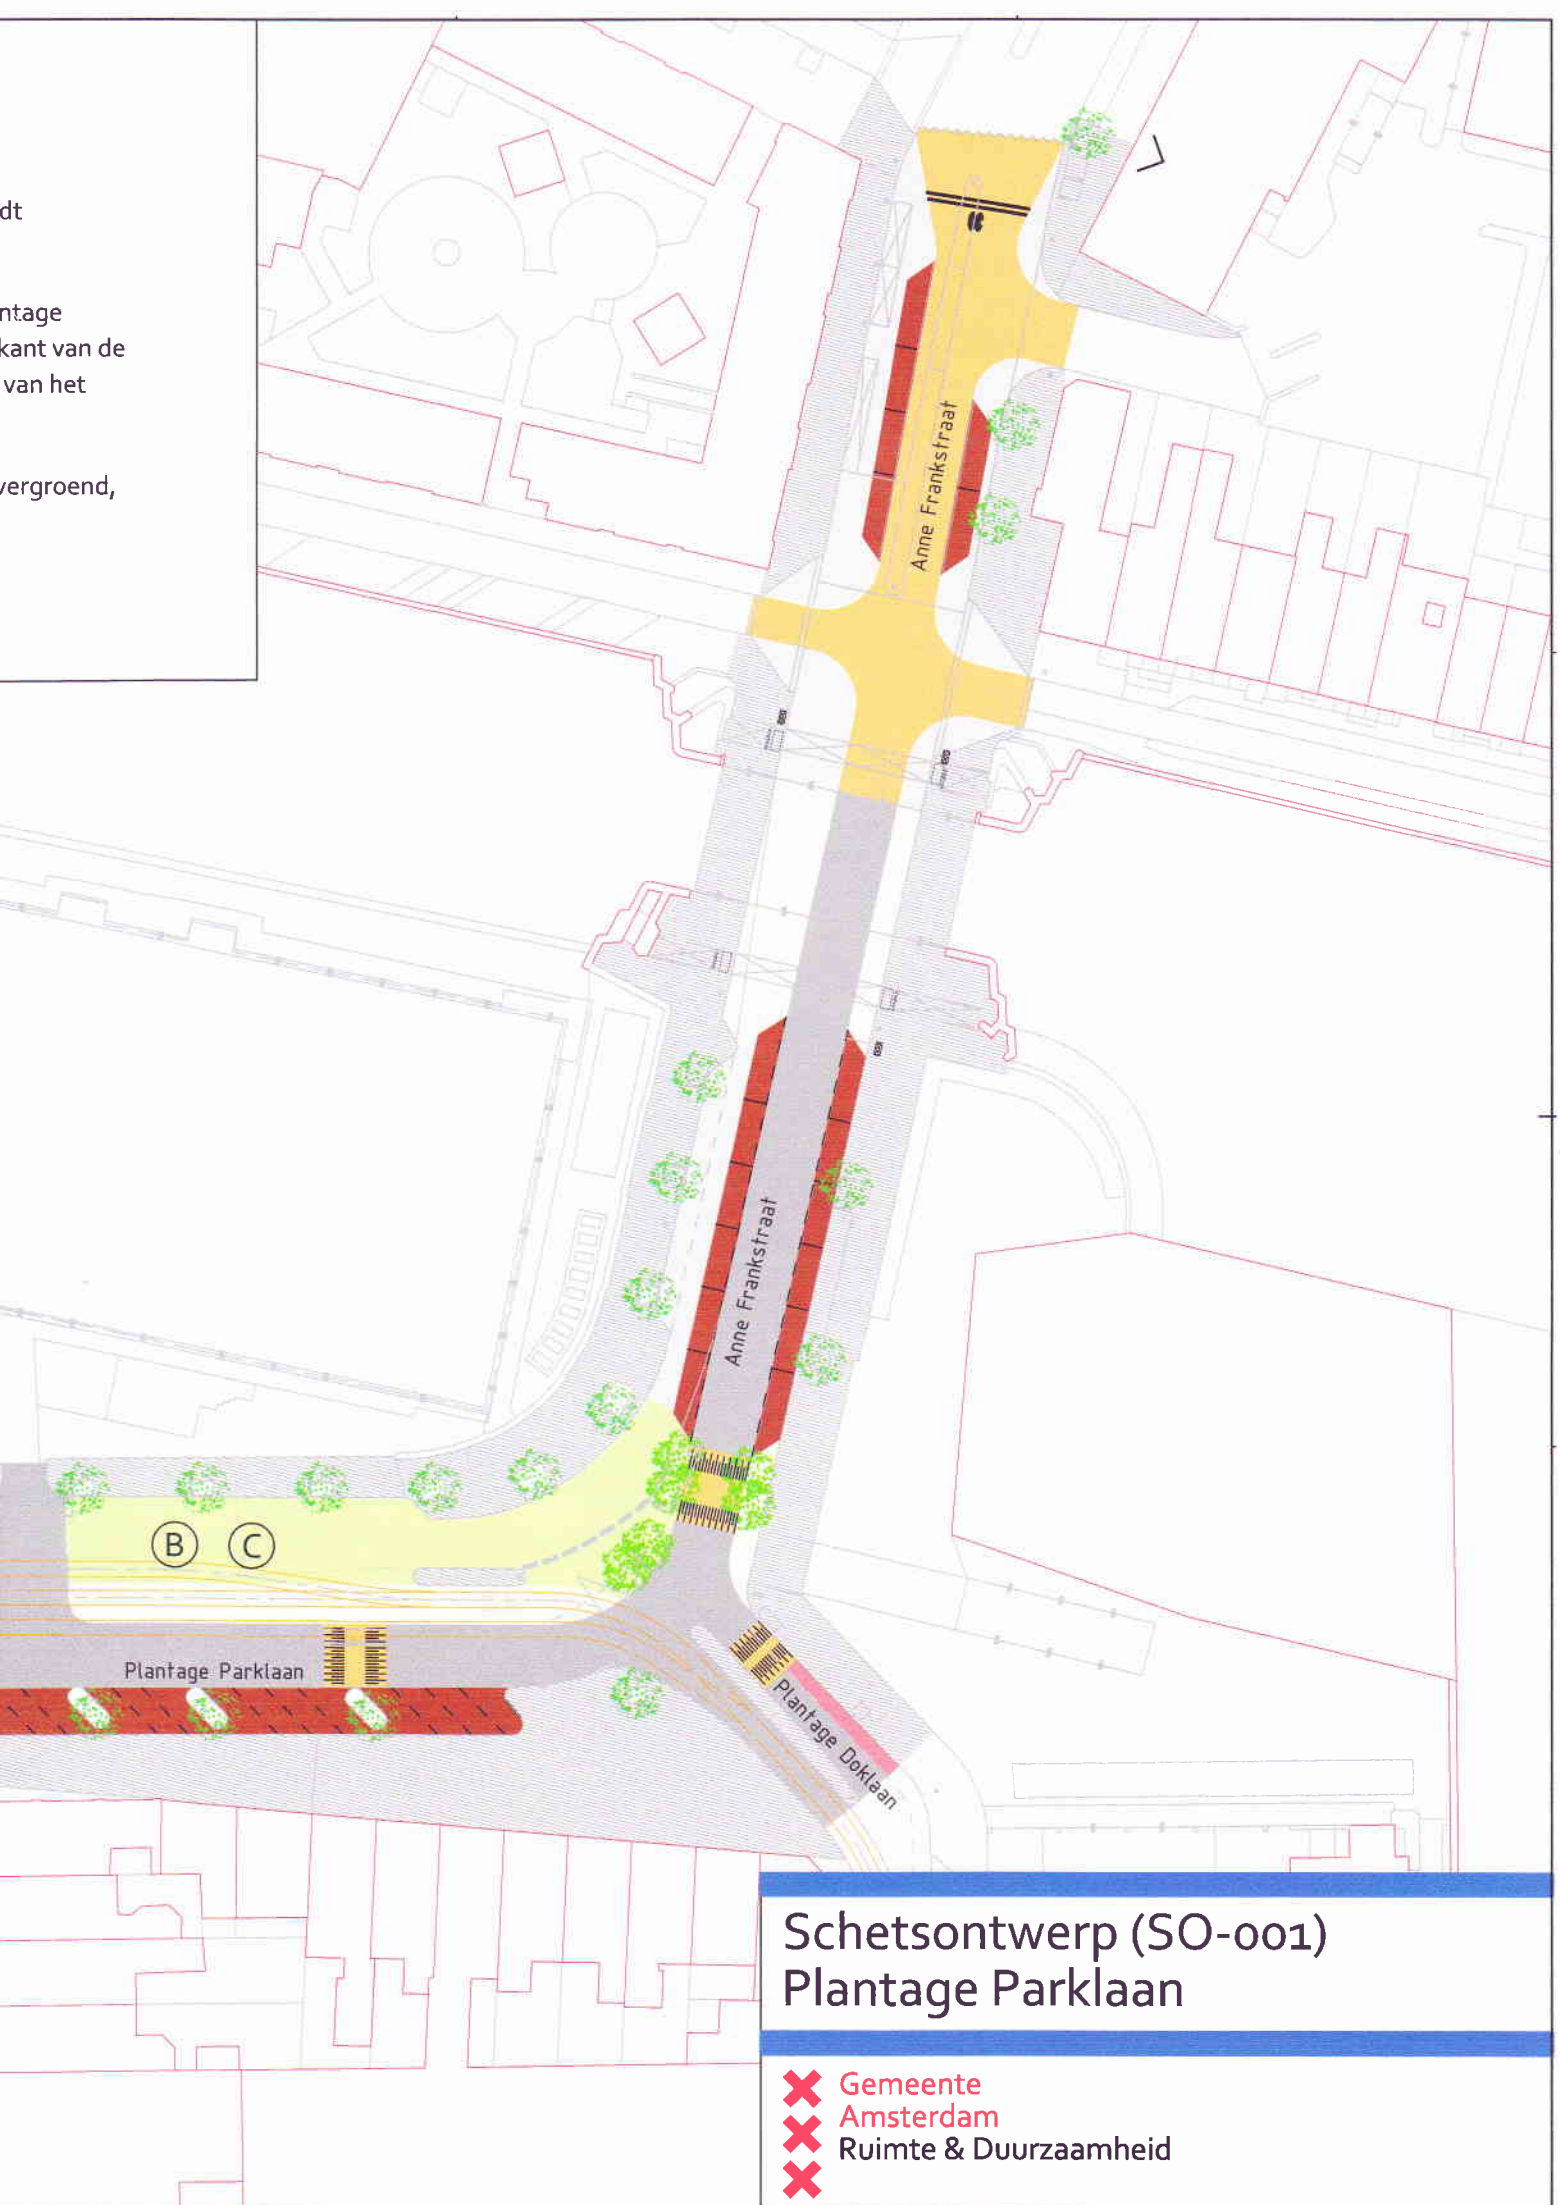 dt
ntage
kant van de
van het
vergroend,
Anne Frankstraat
Anne Frankstraat
B C
Plantage Parklaan
Plantage Doklaan
Schetsontwerp (SO-001)
Plantage Parklaan
Gemeente
Amsterdam
Ruimte & Duurzaamheid